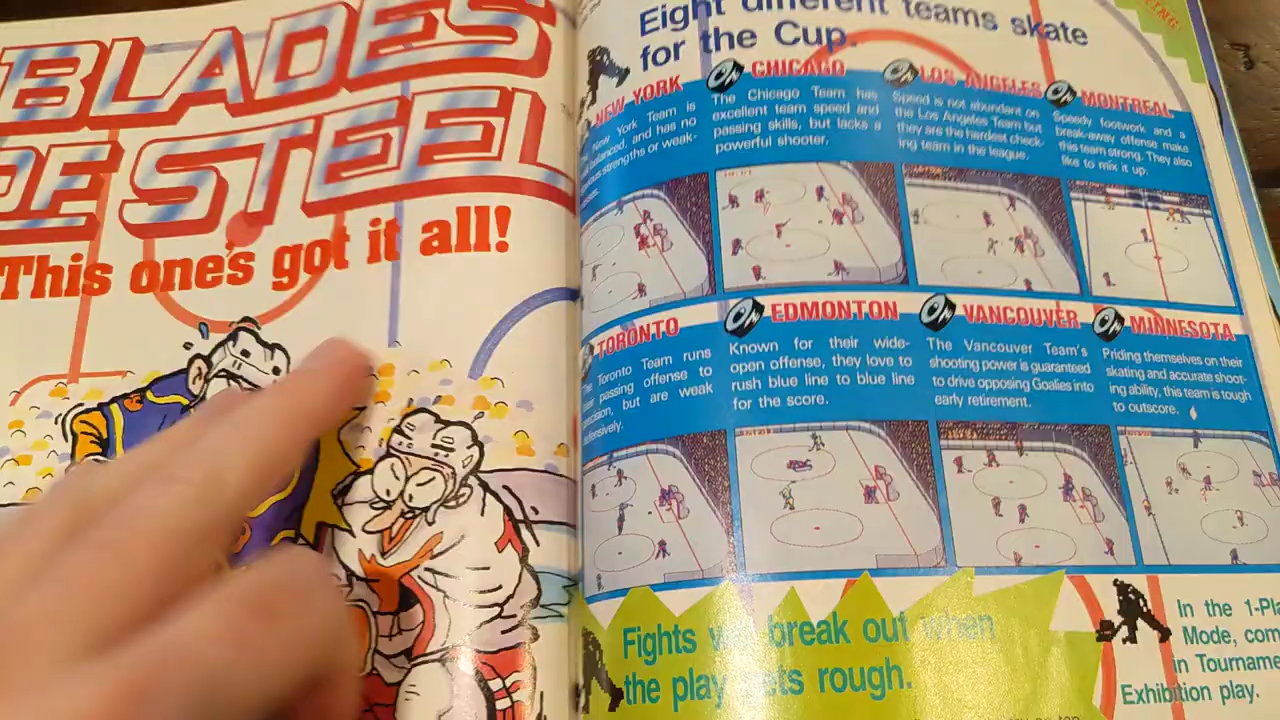 BLADES
OF STEEL
This one's got it all!
Eight different teams skate
for the Cup.
NEW YORK
New York Team is
balanced, and has no
strengths or weak-
CHICAGO
The Chicago Team has
excellent team speed and
passing skills, but lacks a
powerful shooter.
LOS ANGELES
Speed is not abundant on
the Los Angeles Team but
they are the hardest check-
ing team in the league.
MONTREAL
Speedy footwork and a
break-away offense make
this team strong. They also
like to mix it up.
TORONTO
The Toronto Team runs
passing offense to
but are weak
EDMONTON
Known for their wide-
open offense, they love to
rush blue line to blue line
for the score.
VANCOUVER
The Vancouver Team's
shooting power is guaranteed
to drive opposing Goalies into
early retirement.
MINNESOTA
Priding themselves on their
skating and accurate shoot-
ing ability, this team is tough
to outscore.
Fights will break out when
the play gets rough.
In the 1-Pl
Mode, com
in Tourname
Exhibition play.